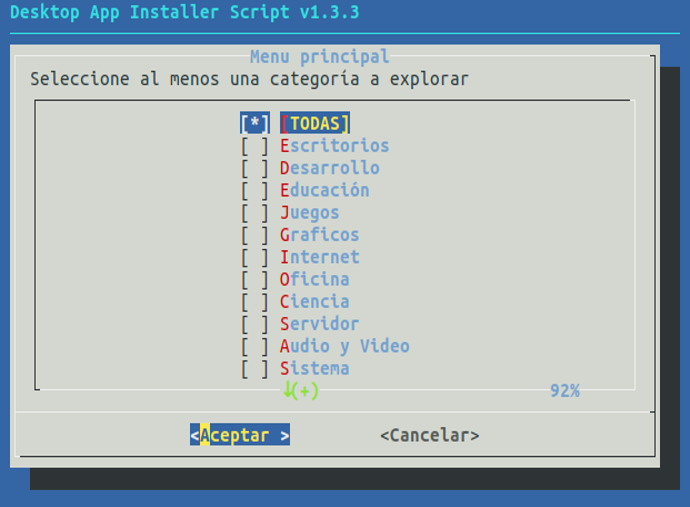 Desktop App Installer Script v1.3.3
Menu principal
Seleccione al menos una categoría a explorar
[*] [TODAS]
[ ] Escritorios
[ ] Desarrollo
[ ] Educación
[ ] Juegos
[ ] Graficos
[ ] Internet
[ ] Oficina
[ ] Ciencia
[ ] Servidor
[ ] Audio y Video
[ ] Sistema
↓(+) 92%
<Aceptar > <Cancelar>